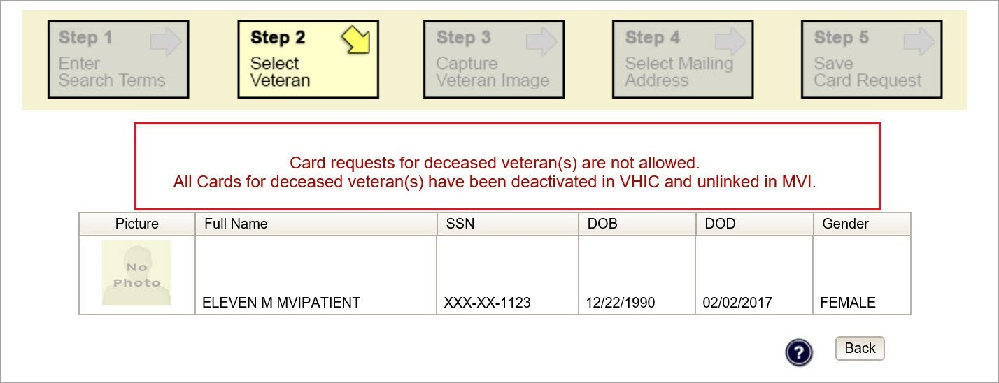 Step 1
Enter
Search Terms
Step 2
Select
Veteran
Step 3
Capture
Veteran Image
Step 4
Select Mailing
Address
Step 5
Save
Card Request
Card requests for deceased veteran(s) are not allowed.
All Cards for deceased veteran(s) have been deactivated in VHIC and unlinked in MVI.
Picture Full Name SSN DOB DOD Gender
No
Photo
ELEVEN M MVIPATIENT XXX-XX-1123 12/22/1990 02/02/2017 FEMALE
? Back